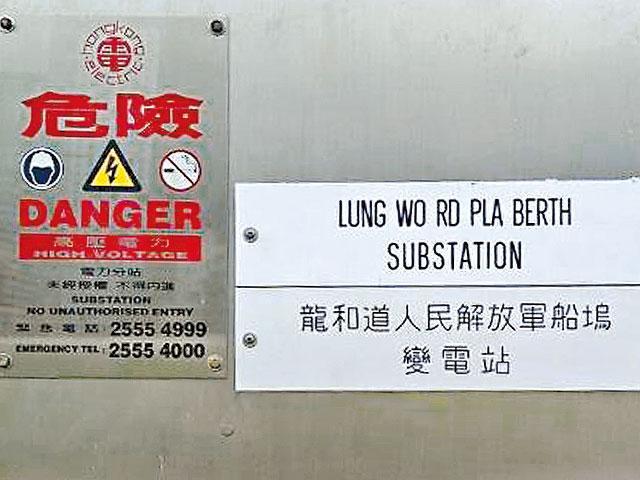 hongkong
電
electric
危險
DANGER
高壓電力
HIGH VOLTAGE
電力分站
未經授權 不得內進
SUBSTATION
NO UNAUTHORISED ENTRY
緊急電話：2555 4999
EMERGENCY TEL : 2555 4000
LUNG WO RD PLA BERTH
SUBSTATION
龍和道人民解放軍船塢
變電站